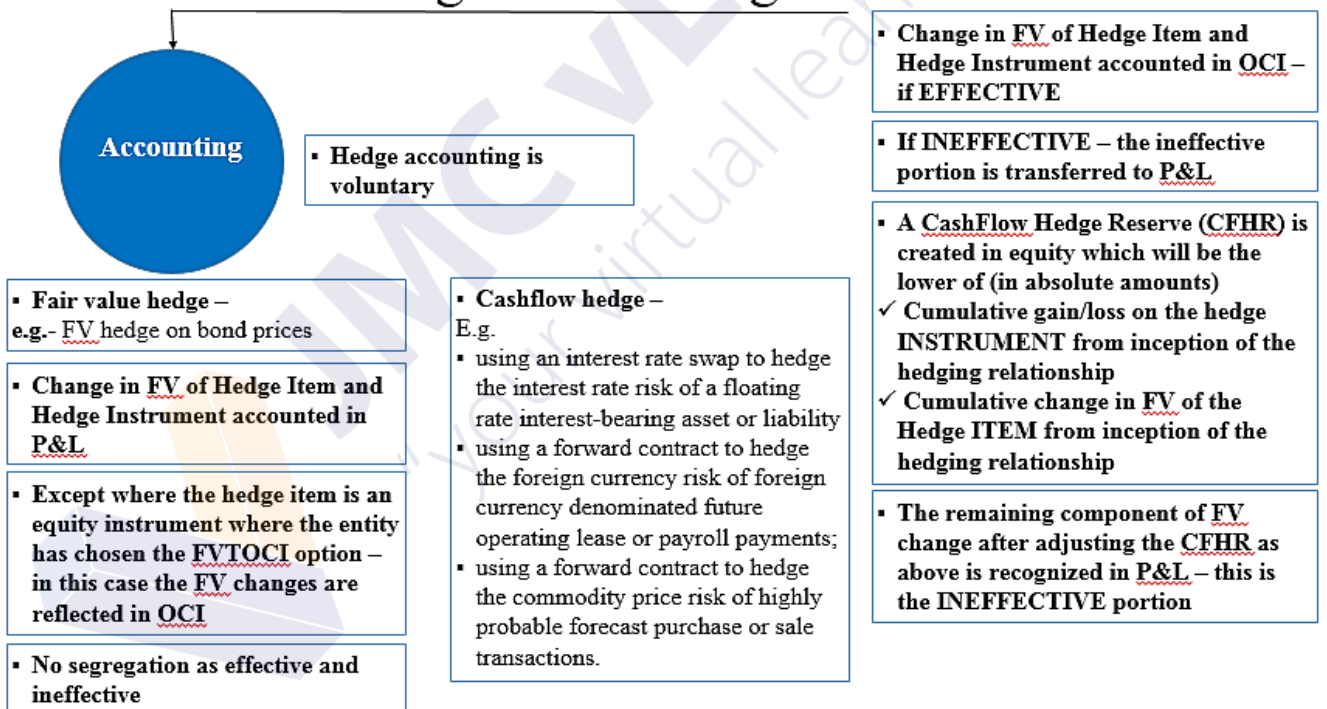 Accounting
▪ Hedge accounting is
voluntary
▪ Fair value hedge –
e.g.- FV hedge on bond prices
▪ Change in FV of Hedge Item and
Hedge Instrument accounted in
P&L
▪ Except where the hedge item is an
equity instrument where the entity
has chosen the FVTOCI option –
in this case the FV changes are
reflected in OCI
▪ No segregation as effective and
ineffective
▪ Cashflow hedge –
E.g.
▪ using an interest rate swap to hedge
the interest rate risk of a floating
rate interest-bearing asset or liability
▪ using a forward contract to hedge
the foreign currency risk of foreign
currency denominated future
operating lease or payroll payments;
▪ using a forward contract to hedge
the commodity price risk of highly
probable forecast purchase or sale
transactions.
▪ Change in FV of Hedge Item and
Hedge Instrument accounted in OCI –
if EFFECTIVE
▪ If INEFFECTIVE – the ineffective
portion is transferred to P&L
▪ A CashFlow Hedge Reserve (CFHR) is
created in equity which will be the
lower of (in absolute amounts)
✓ Cumulative gain/loss on the hedge
INSTRUMENT from inception of the
hedging relationship
✓ Cumulative change in FV of the
Hedge ITEM from inception of the
hedging relationship
▪ The remaining component of FV
change after adjusting the CFHR as
above is recognized in P&L – this is
the INEFFECTIVE portion
JMC
"your virtual